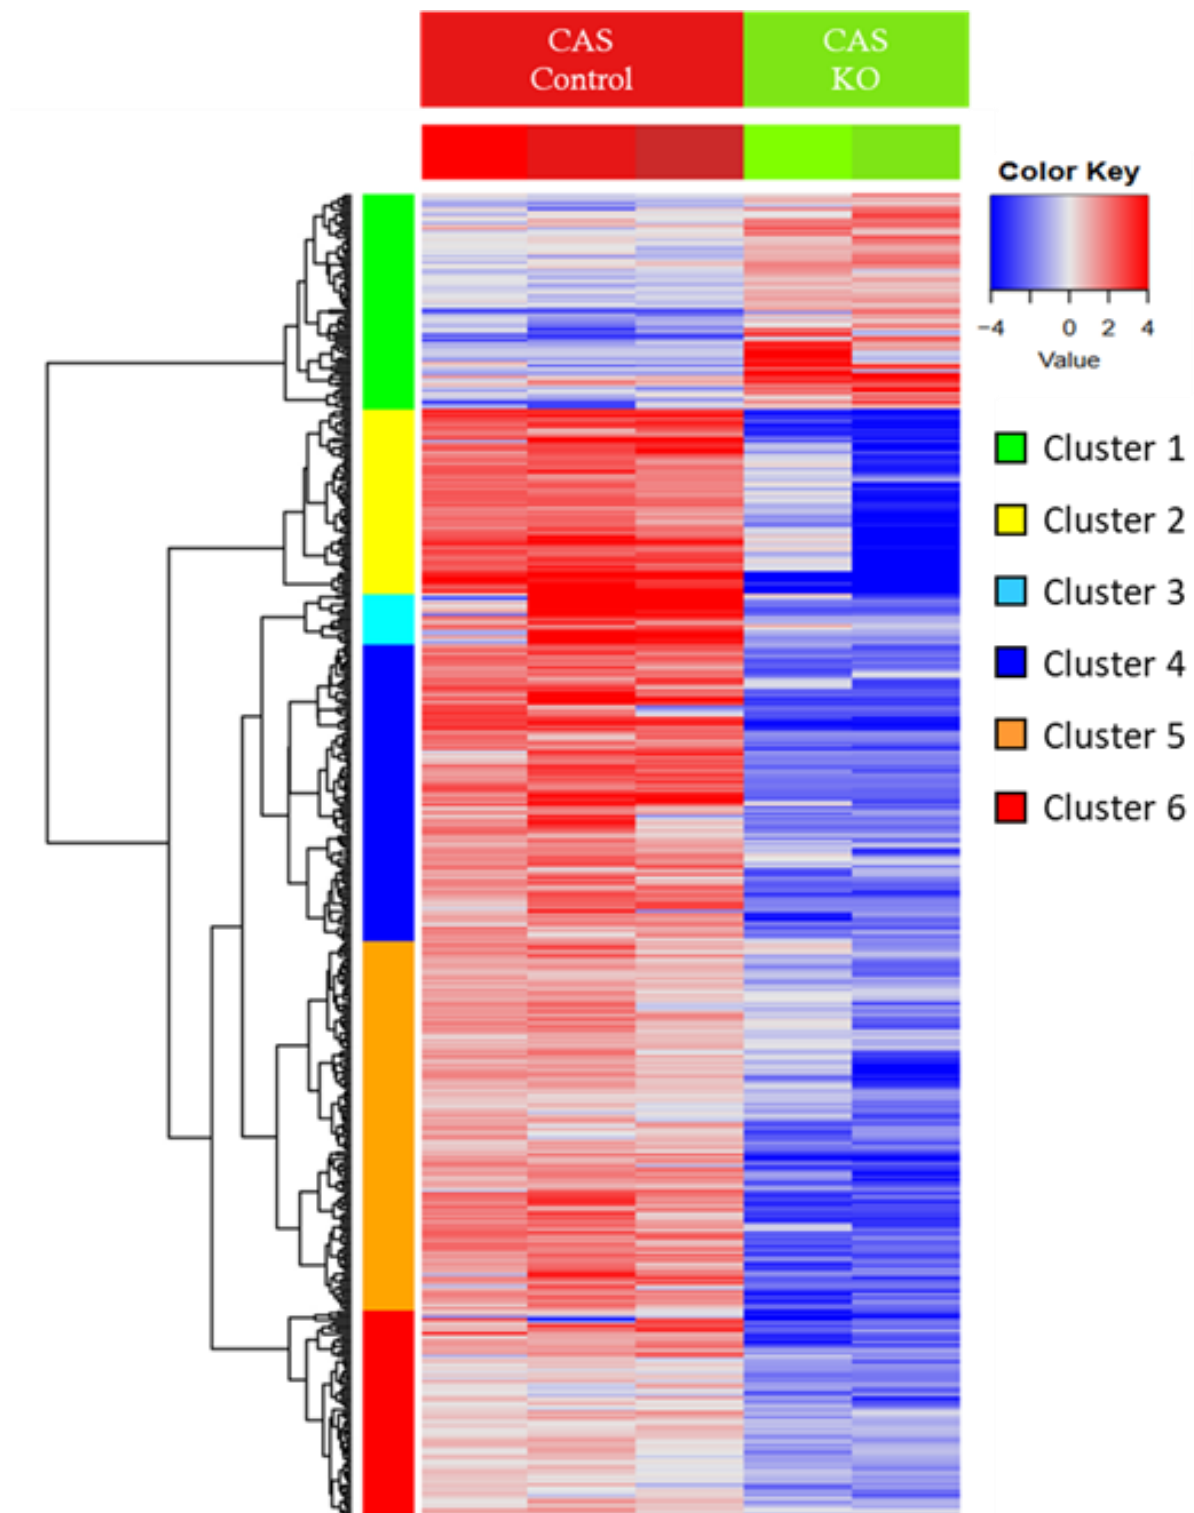 CAS
Control
CAS
KO
Color Key
−4 0 2 4
Value
Cluster 1
Cluster 2
Cluster 3
Cluster 4
Cluster 5
Cluster 6